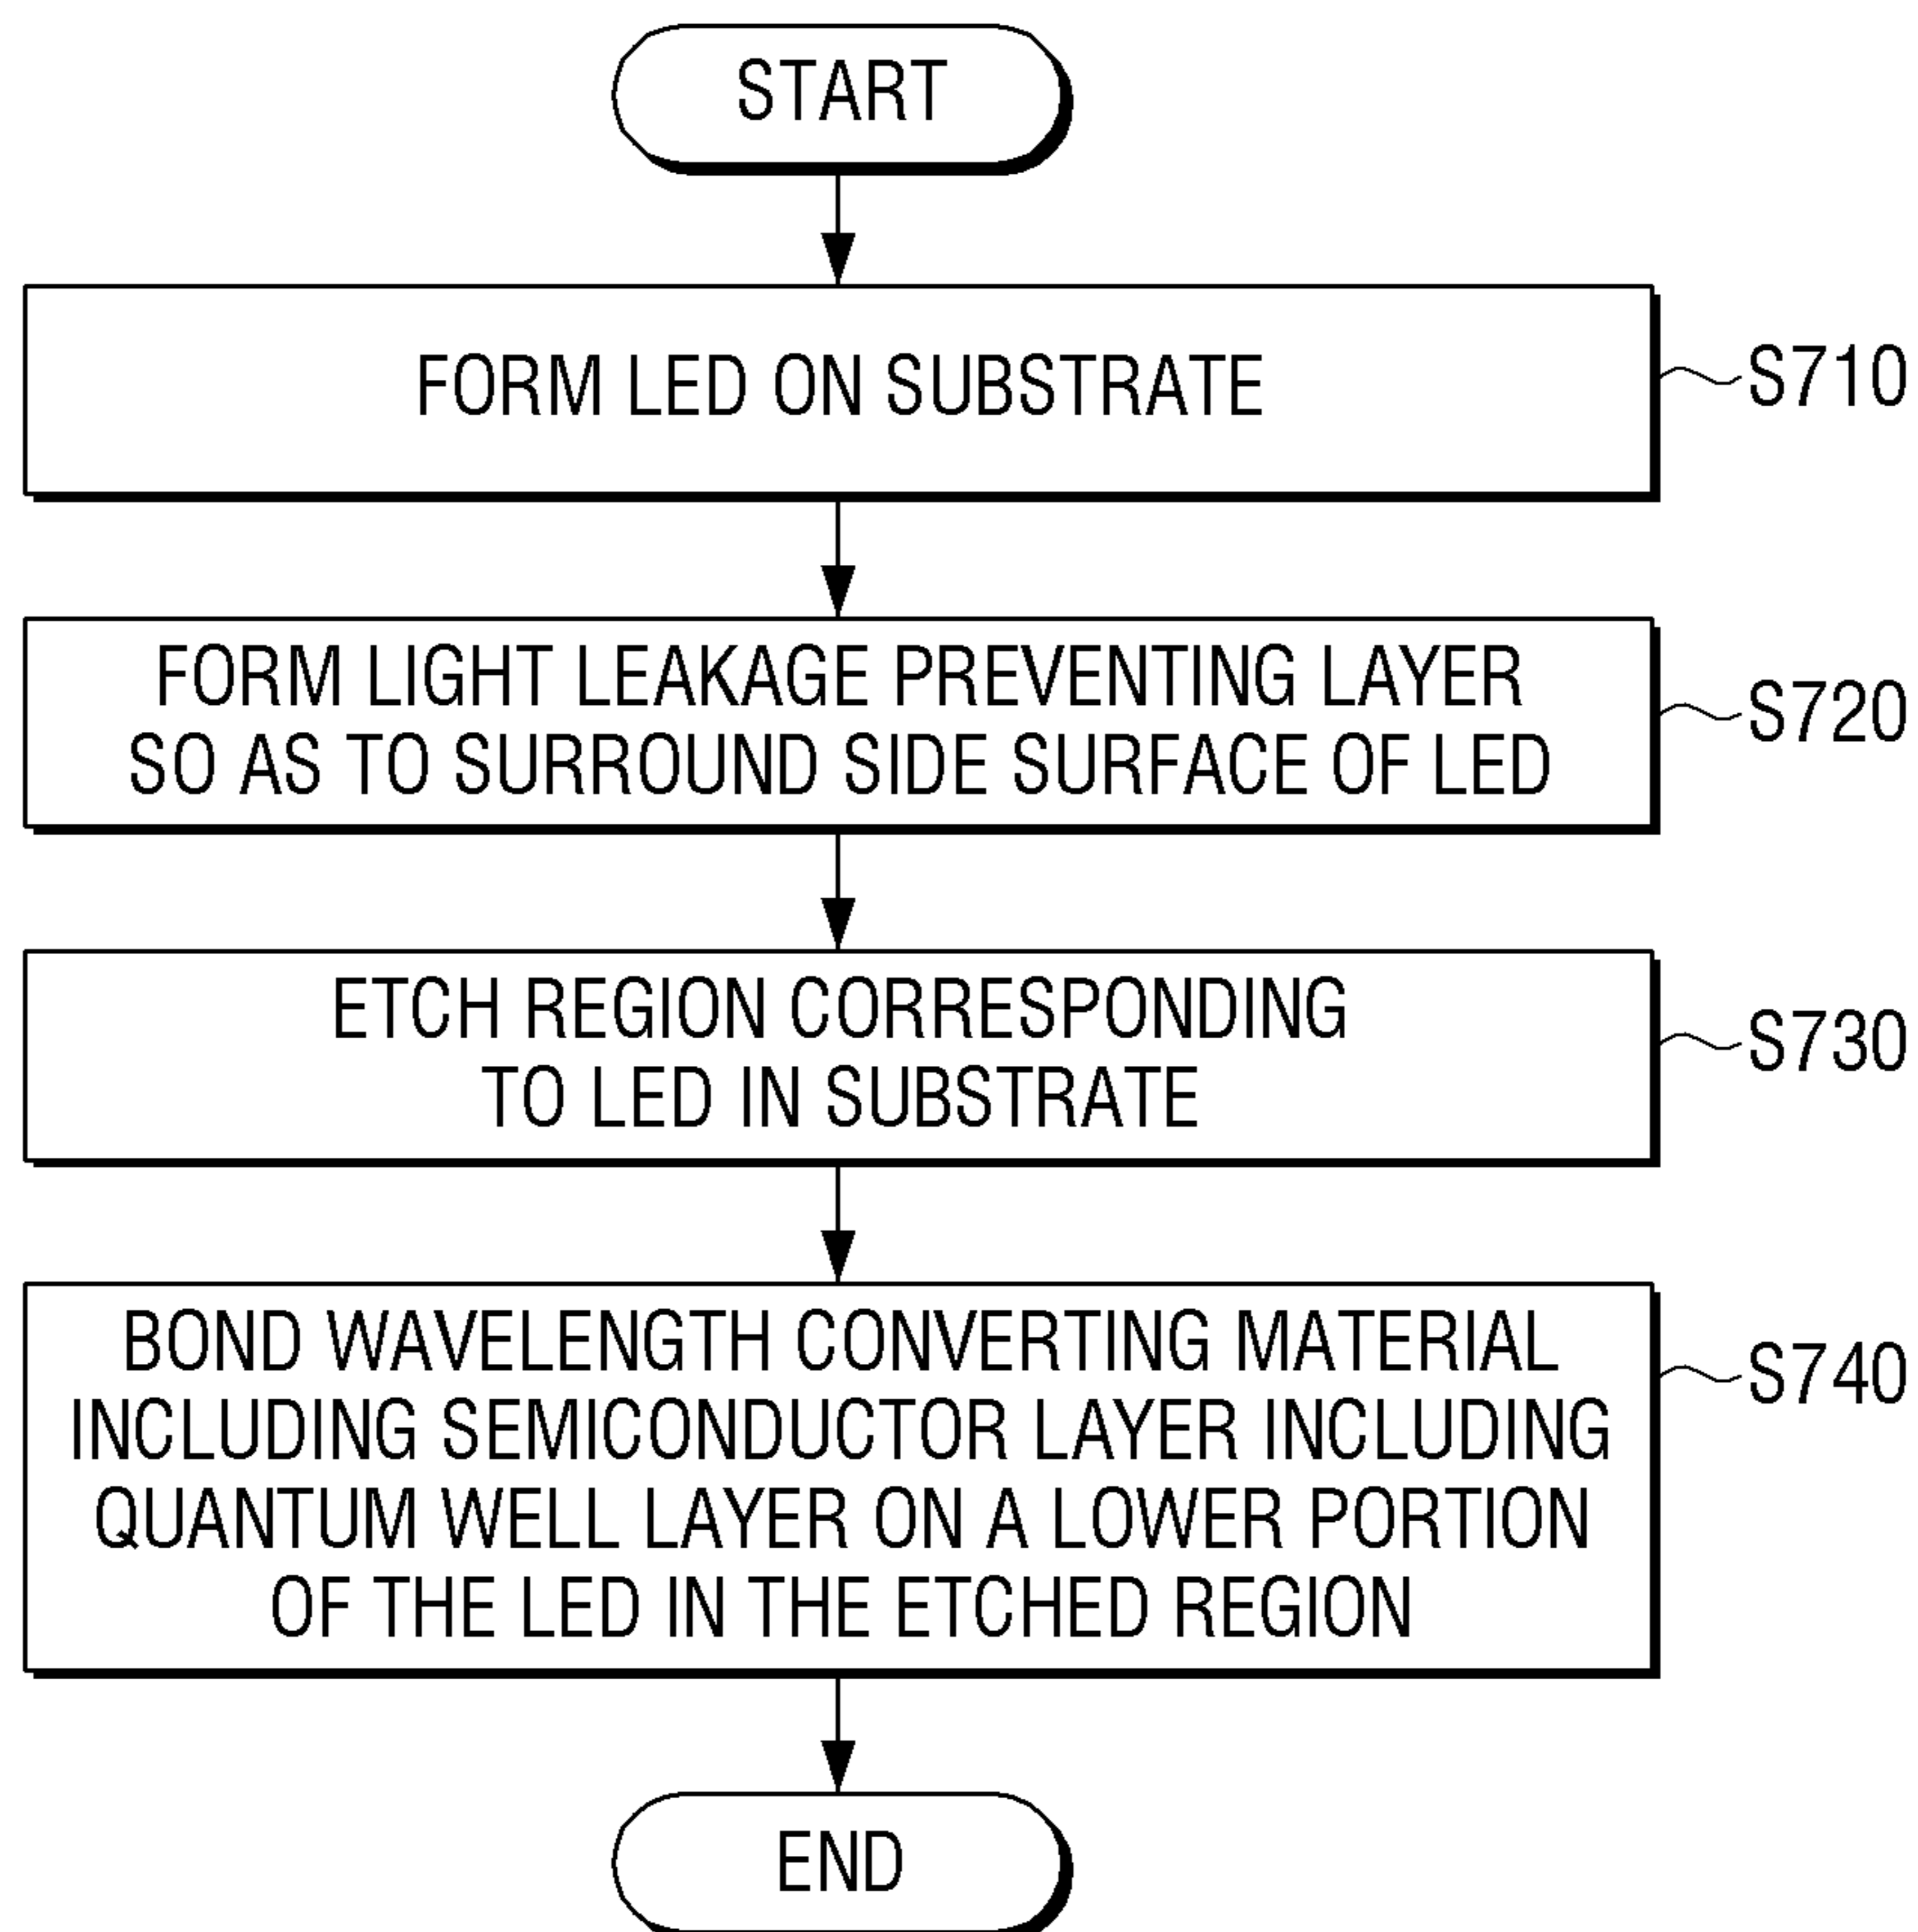 START
FORM LED ON SUBSTRATE
S710
FORM LIGHT LEAKAGE PREVENTING LAYER
SO AS TO SURROUND SIDE SURFACE OF LED
S720
ETCH REGION CORRESPONDING
TO LED IN SUBSTRATE
S730
BOND WAVELENGTH CONVERTING MATERIAL
INCLUDING SEMICONDUCTOR LAYER INCLUDING
QUANTUM WELL LAYER ON A LOWER PORTION
OF THE LED IN THE ETCHED REGION
S740
END